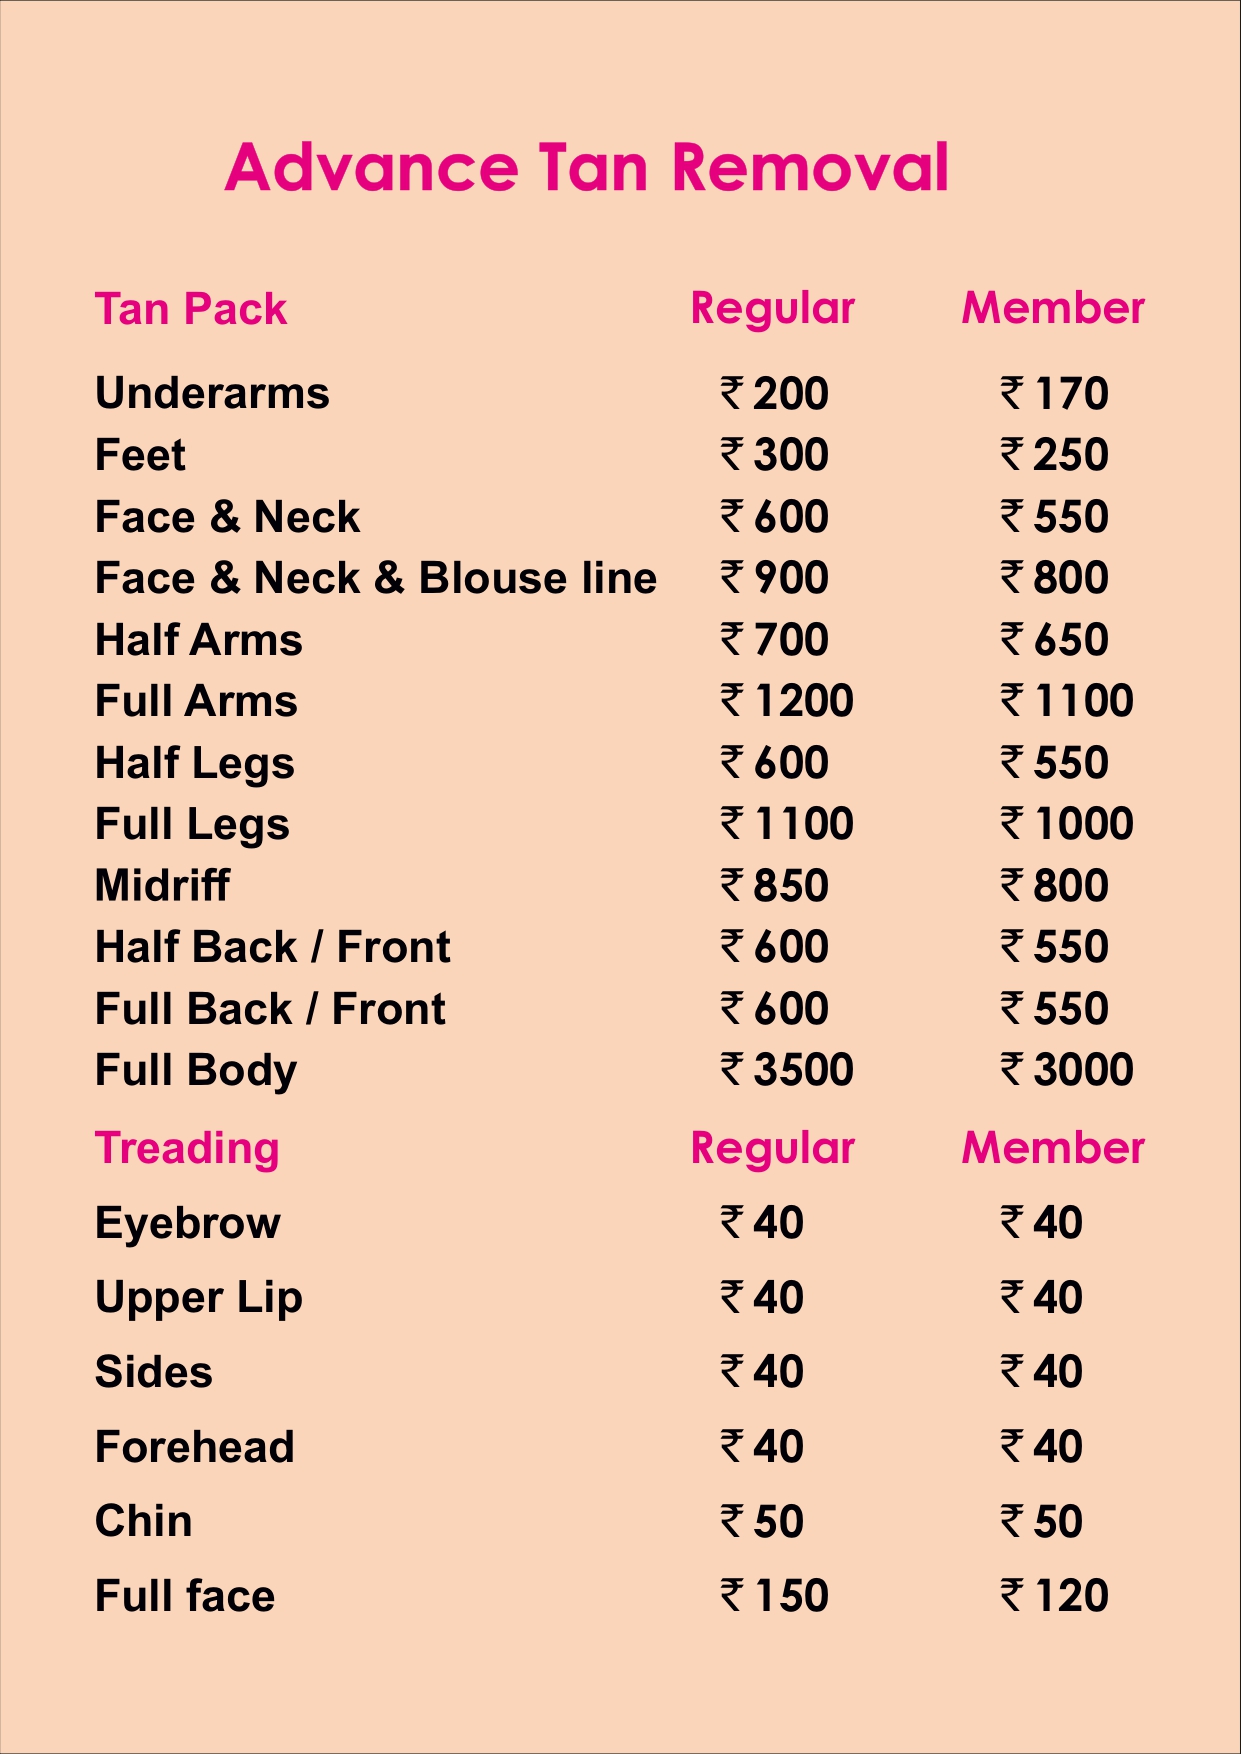 Advance Tan Removal
Tan Pack Regular Member
Underarms ₹ 200 ₹ 170
Feet ₹ 300 ₹ 250
Face & Neck ₹ 600 ₹ 550
Face & Neck & Blouse line ₹ 900 ₹ 800
Half Arms ₹ 700 ₹ 650
Full Arms ₹ 1200 ₹ 1100
Half Legs ₹ 600 ₹ 550
Full Legs ₹ 1100 ₹ 1000
Midriff ₹ 850 ₹ 800
Half Back / Front ₹ 600 ₹ 550
Full Back / Front ₹ 600 ₹ 550
Full Body ₹ 3500 ₹ 3000
Treading Regular Member
Eyebrow ₹ 40 ₹ 40
Upper Lip ₹ 40 ₹ 40
Sides ₹ 40 ₹ 40
Forehead ₹ 40 ₹ 40
Chin ₹ 50 ₹ 50
Full face ₹ 150 ₹ 120